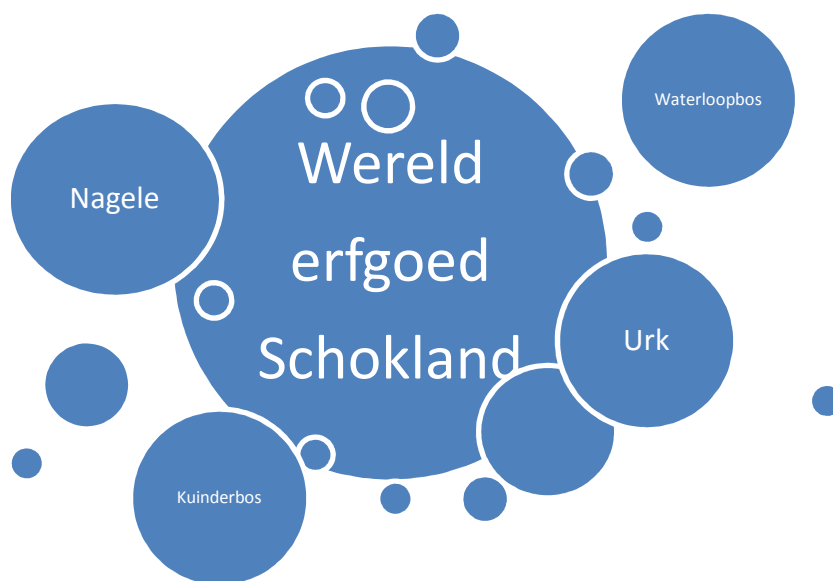 Waterloopbos
Nagele
Wereld
erfgoed
Schokland
Urk
Kuinderbos